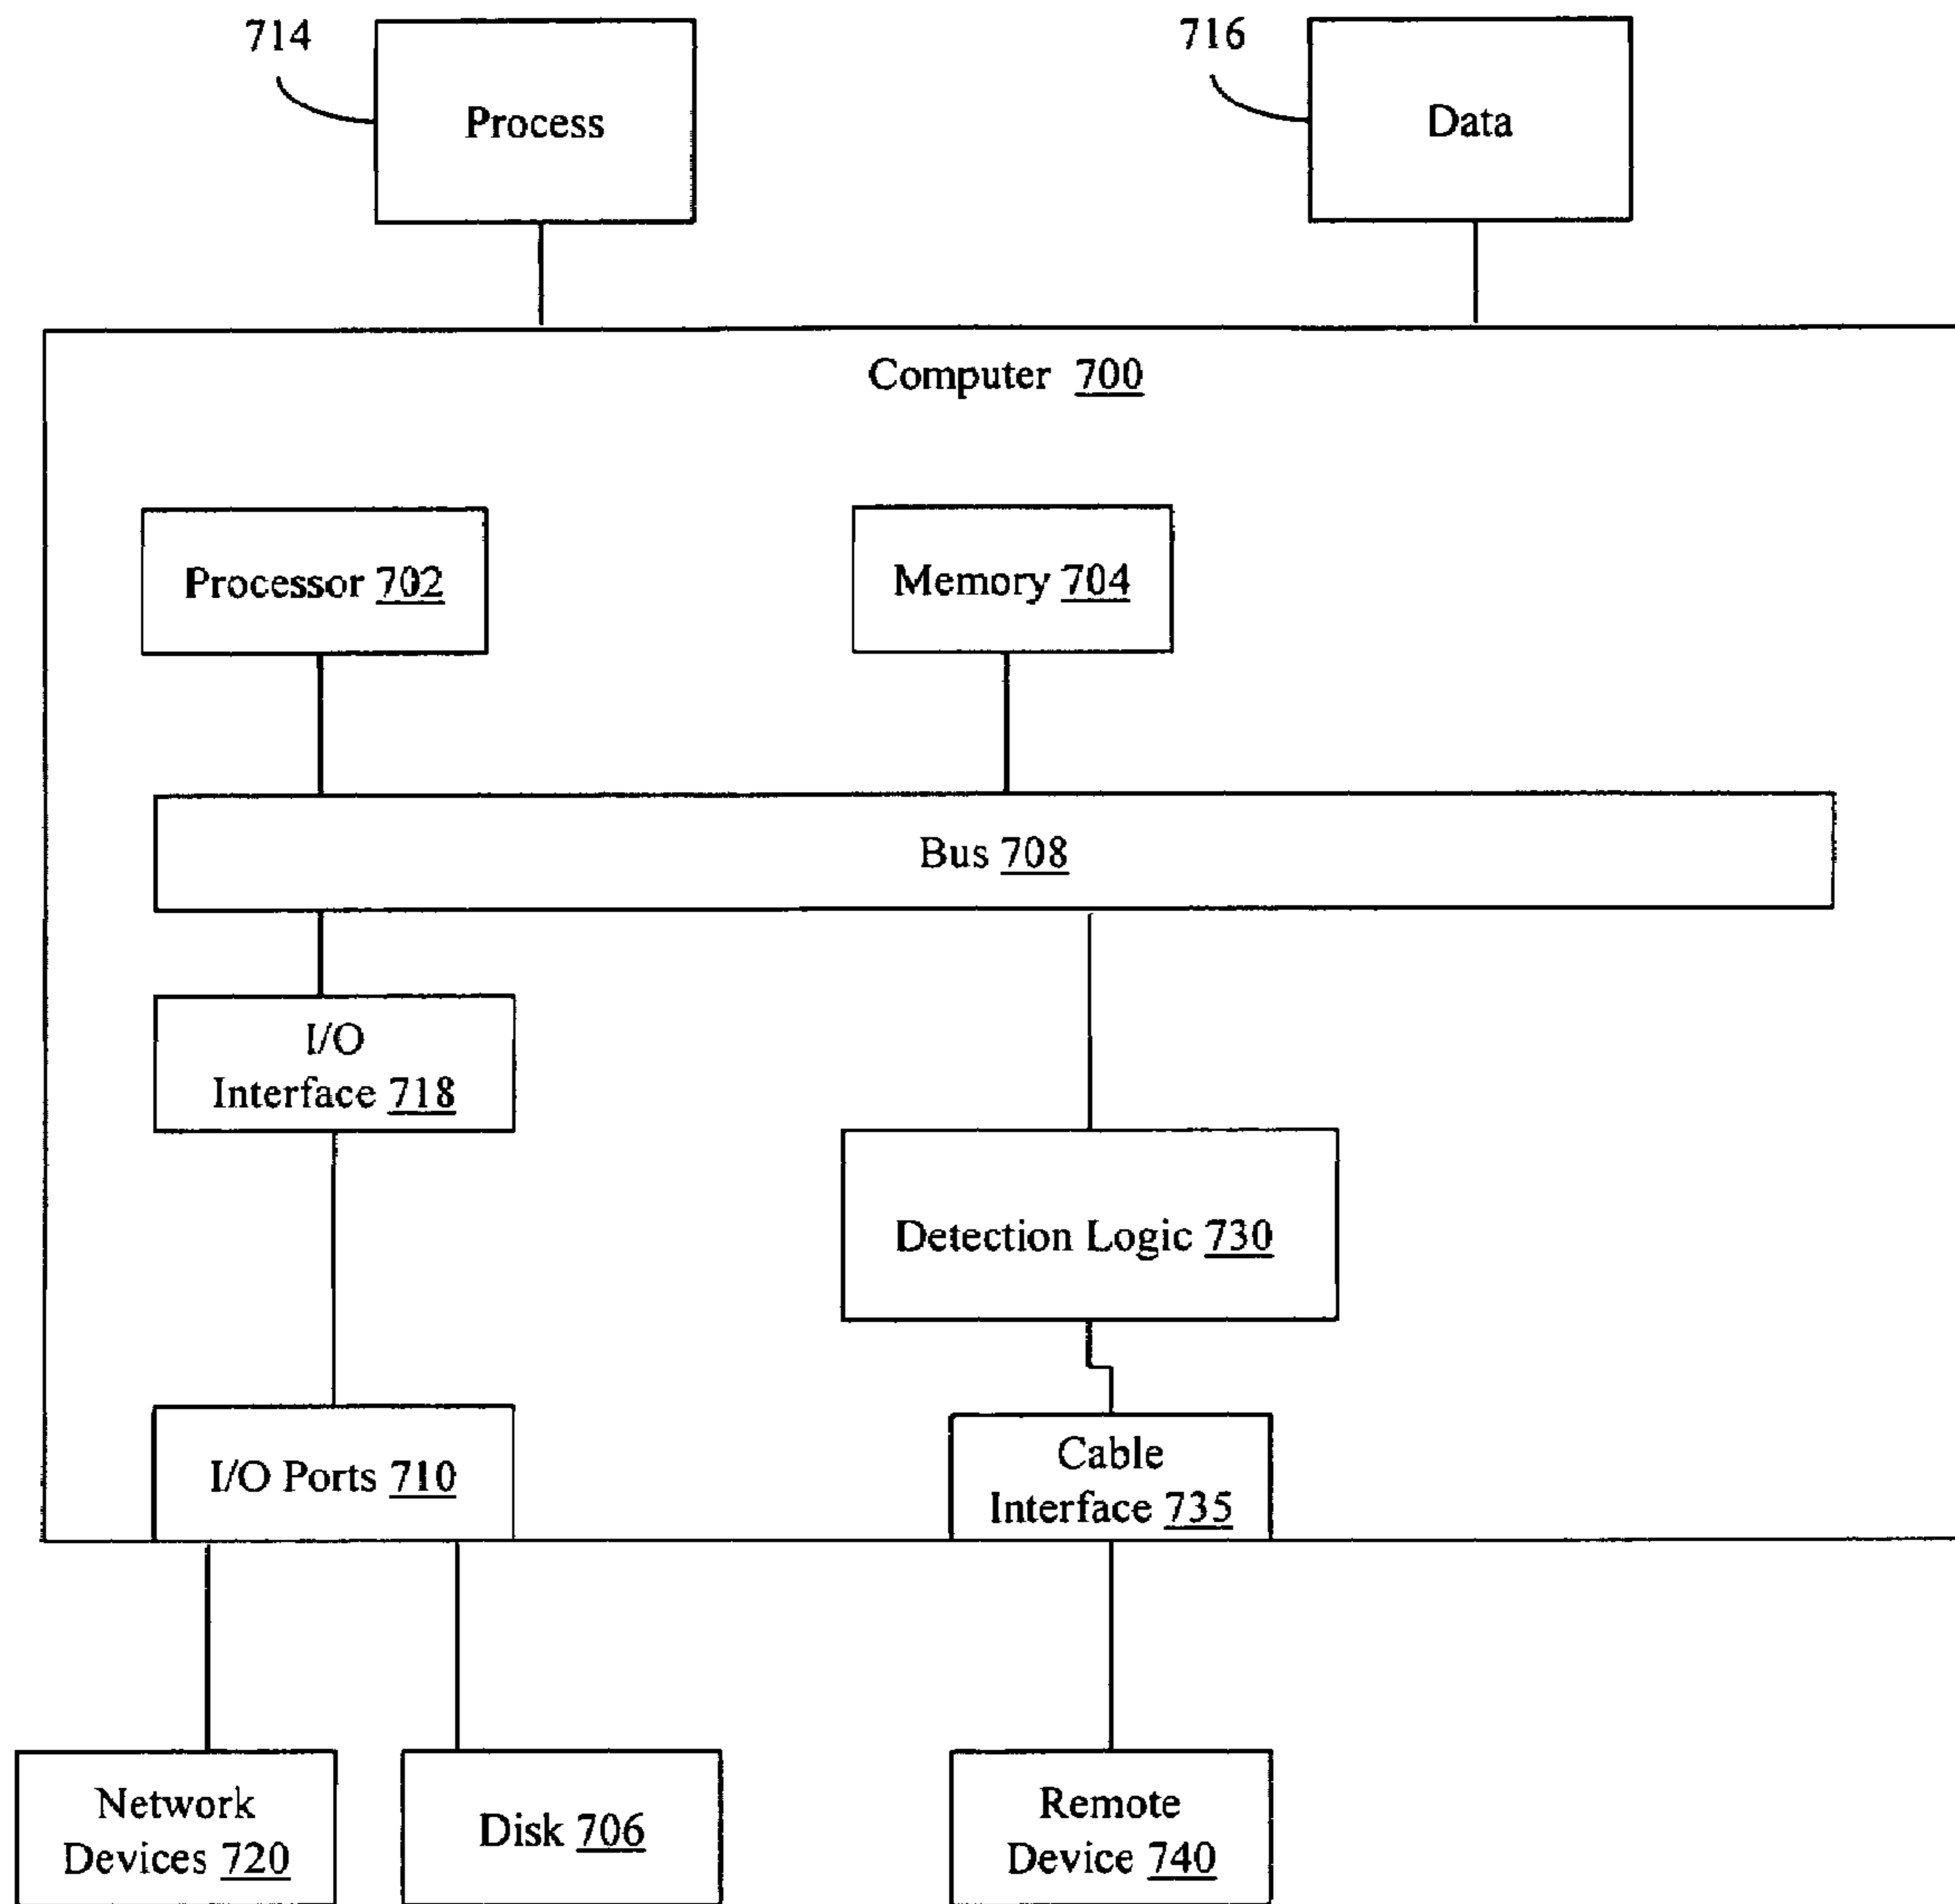 714
Process
716
Data
Computer 700
Processor 702
Memory 704
Bus 708
I/O
Interface 718
Detection Logic 730
I/O Ports 710
Cable
Interface 735
Network
Devices 720
Disk 706
Remote
Device 740